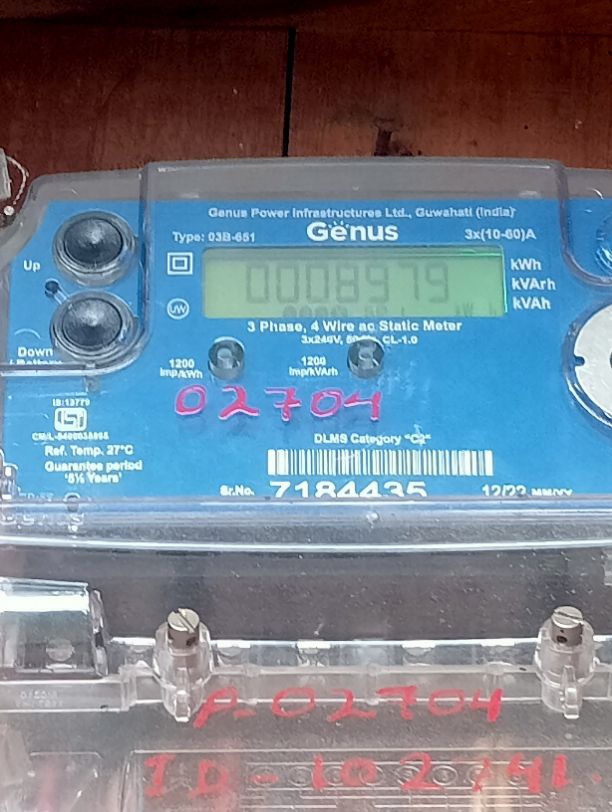 Genus Power Infrastructures Ltd., Guwahati (India)
Type: 03B-651
Genus
3x(10-60)A
Up
0008979
kWh
kVArh
kVAh
UW
3 Phase, 4 Wire ac Static Meter
3x240V, CL-1.0
Down
1200
Imp/kWh
1200
Imp/kVArh
02704
IS:13779
DLMS Category "C2"
Ref. Temp. 27°C
Guarantee period
'5½ Years'
Sr.No. 7184435 12/22 MM/YY
A-02704
ID-102741.